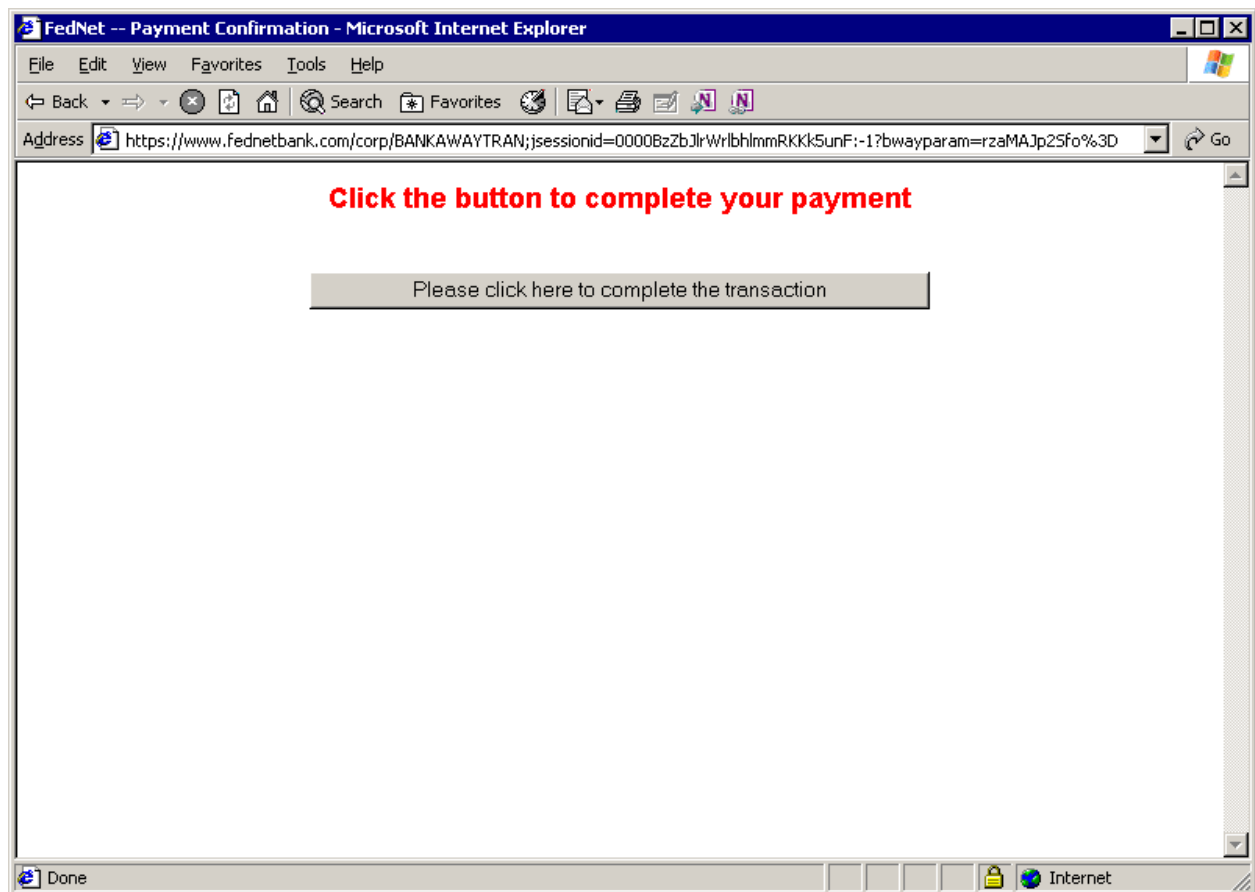 FedNet -- Payment Confirmation - Microsoft Internet Explorer
File Edit View Favorites Tools Help
Back Search Favorites
Address https://www.fednetbank.com/corp/BANKAWAYTRAN;jsessionid=0000BzZbJlrWrlbhlmmRKKk5unF:-1?bwayparam=rzaMAJp2Sfo%3D Go
Click the button to complete your payment
Please click here to complete the transaction
Done Internet